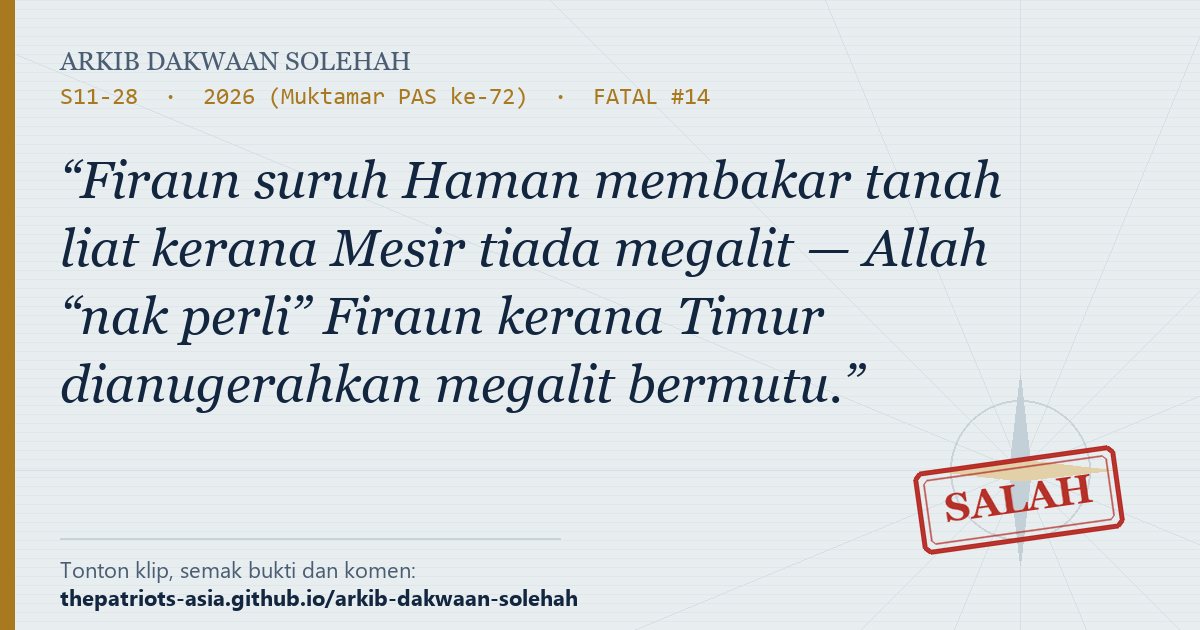 ARKIB DAKWAAN SOLEHAH
S11-28 · 2026 (Muktamar PAS ke-72) · FATAL #14
“Firaun suruh Haman membakar tanah
liat kerana Mesir tiada megalit — Allah
“nak perli” Firaun kerana Timur
dianugerahkan megalit bermutu.”
SALAH
Tonton klip, semak bukti dan komen:
thepatriots-asia.github.io/arkib-dakwaan-solehah